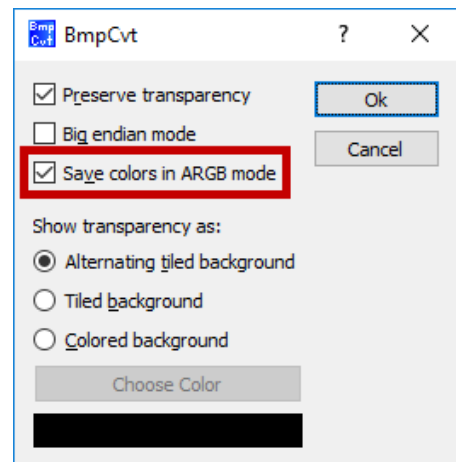 Bmp Cvt BmpCvt ? 
Preserve transparency Ok
Big endian mode Cancel
Save colors in ARGB mode
Show transparency as:
Alternating tiled background
Tiled background
Colored background
Choose Color